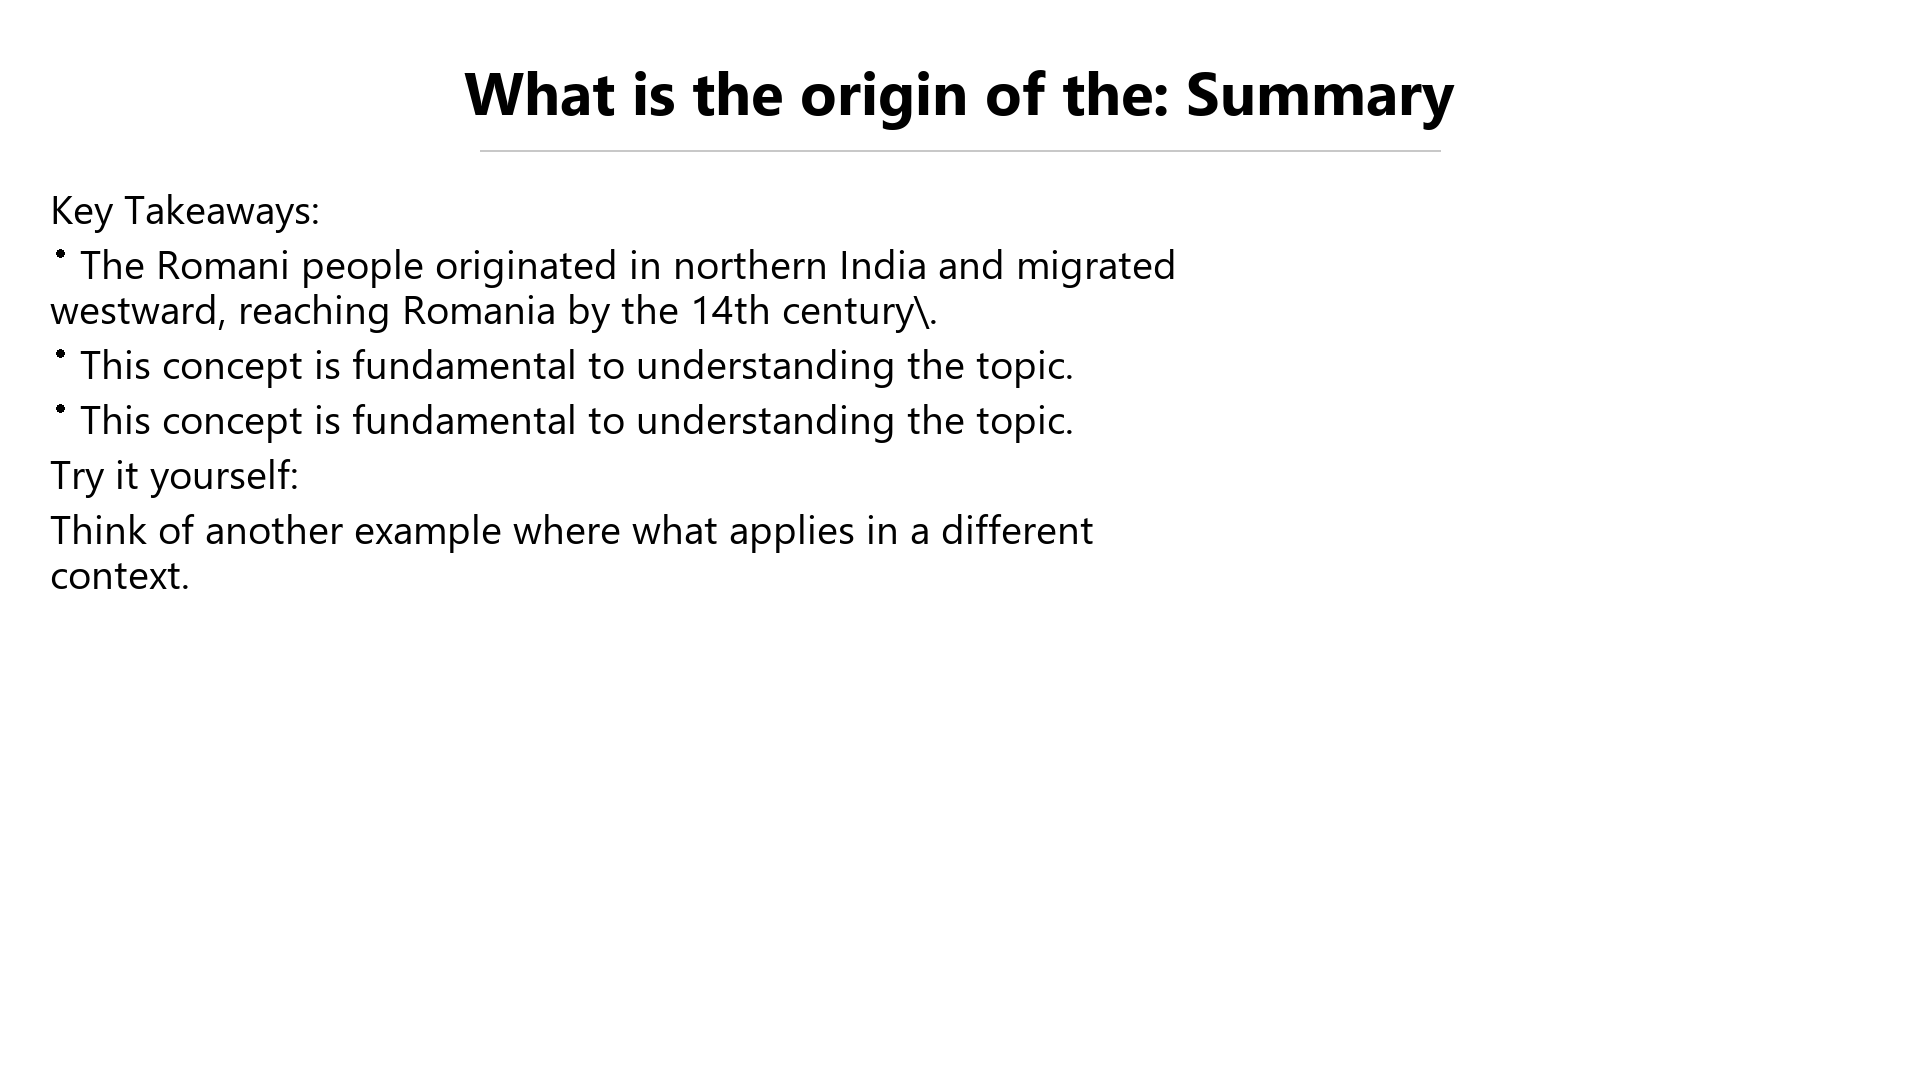 What is the origin of the: Summary
Key Takeaways:
• The Romani people originated in northern India and migrated
westward, reaching Romania by the 14th century\.
• This concept is fundamental to understanding the topic.
• This concept is fundamental to understanding the topic.
Try it yourself:
Think of another example where what applies in a different
context.